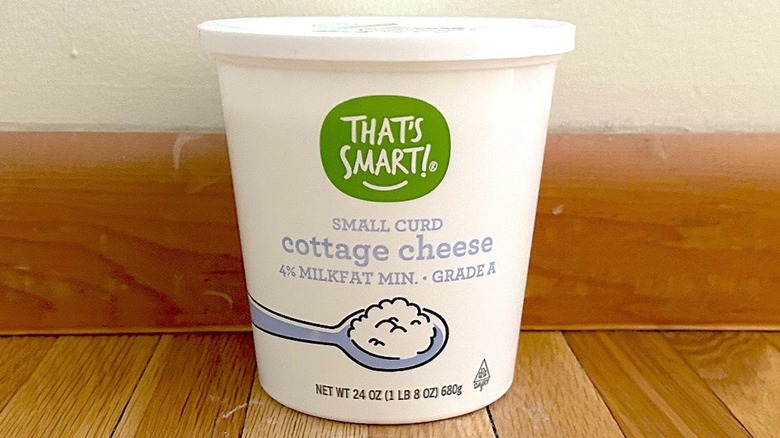 THAT'S
SMART!®
SMALL CURD
cottage cheese
4% MILKFAT MIN. • GRADE A
NET WT 24 OZ (1 LB 8 OZ) 680g
DAIRY